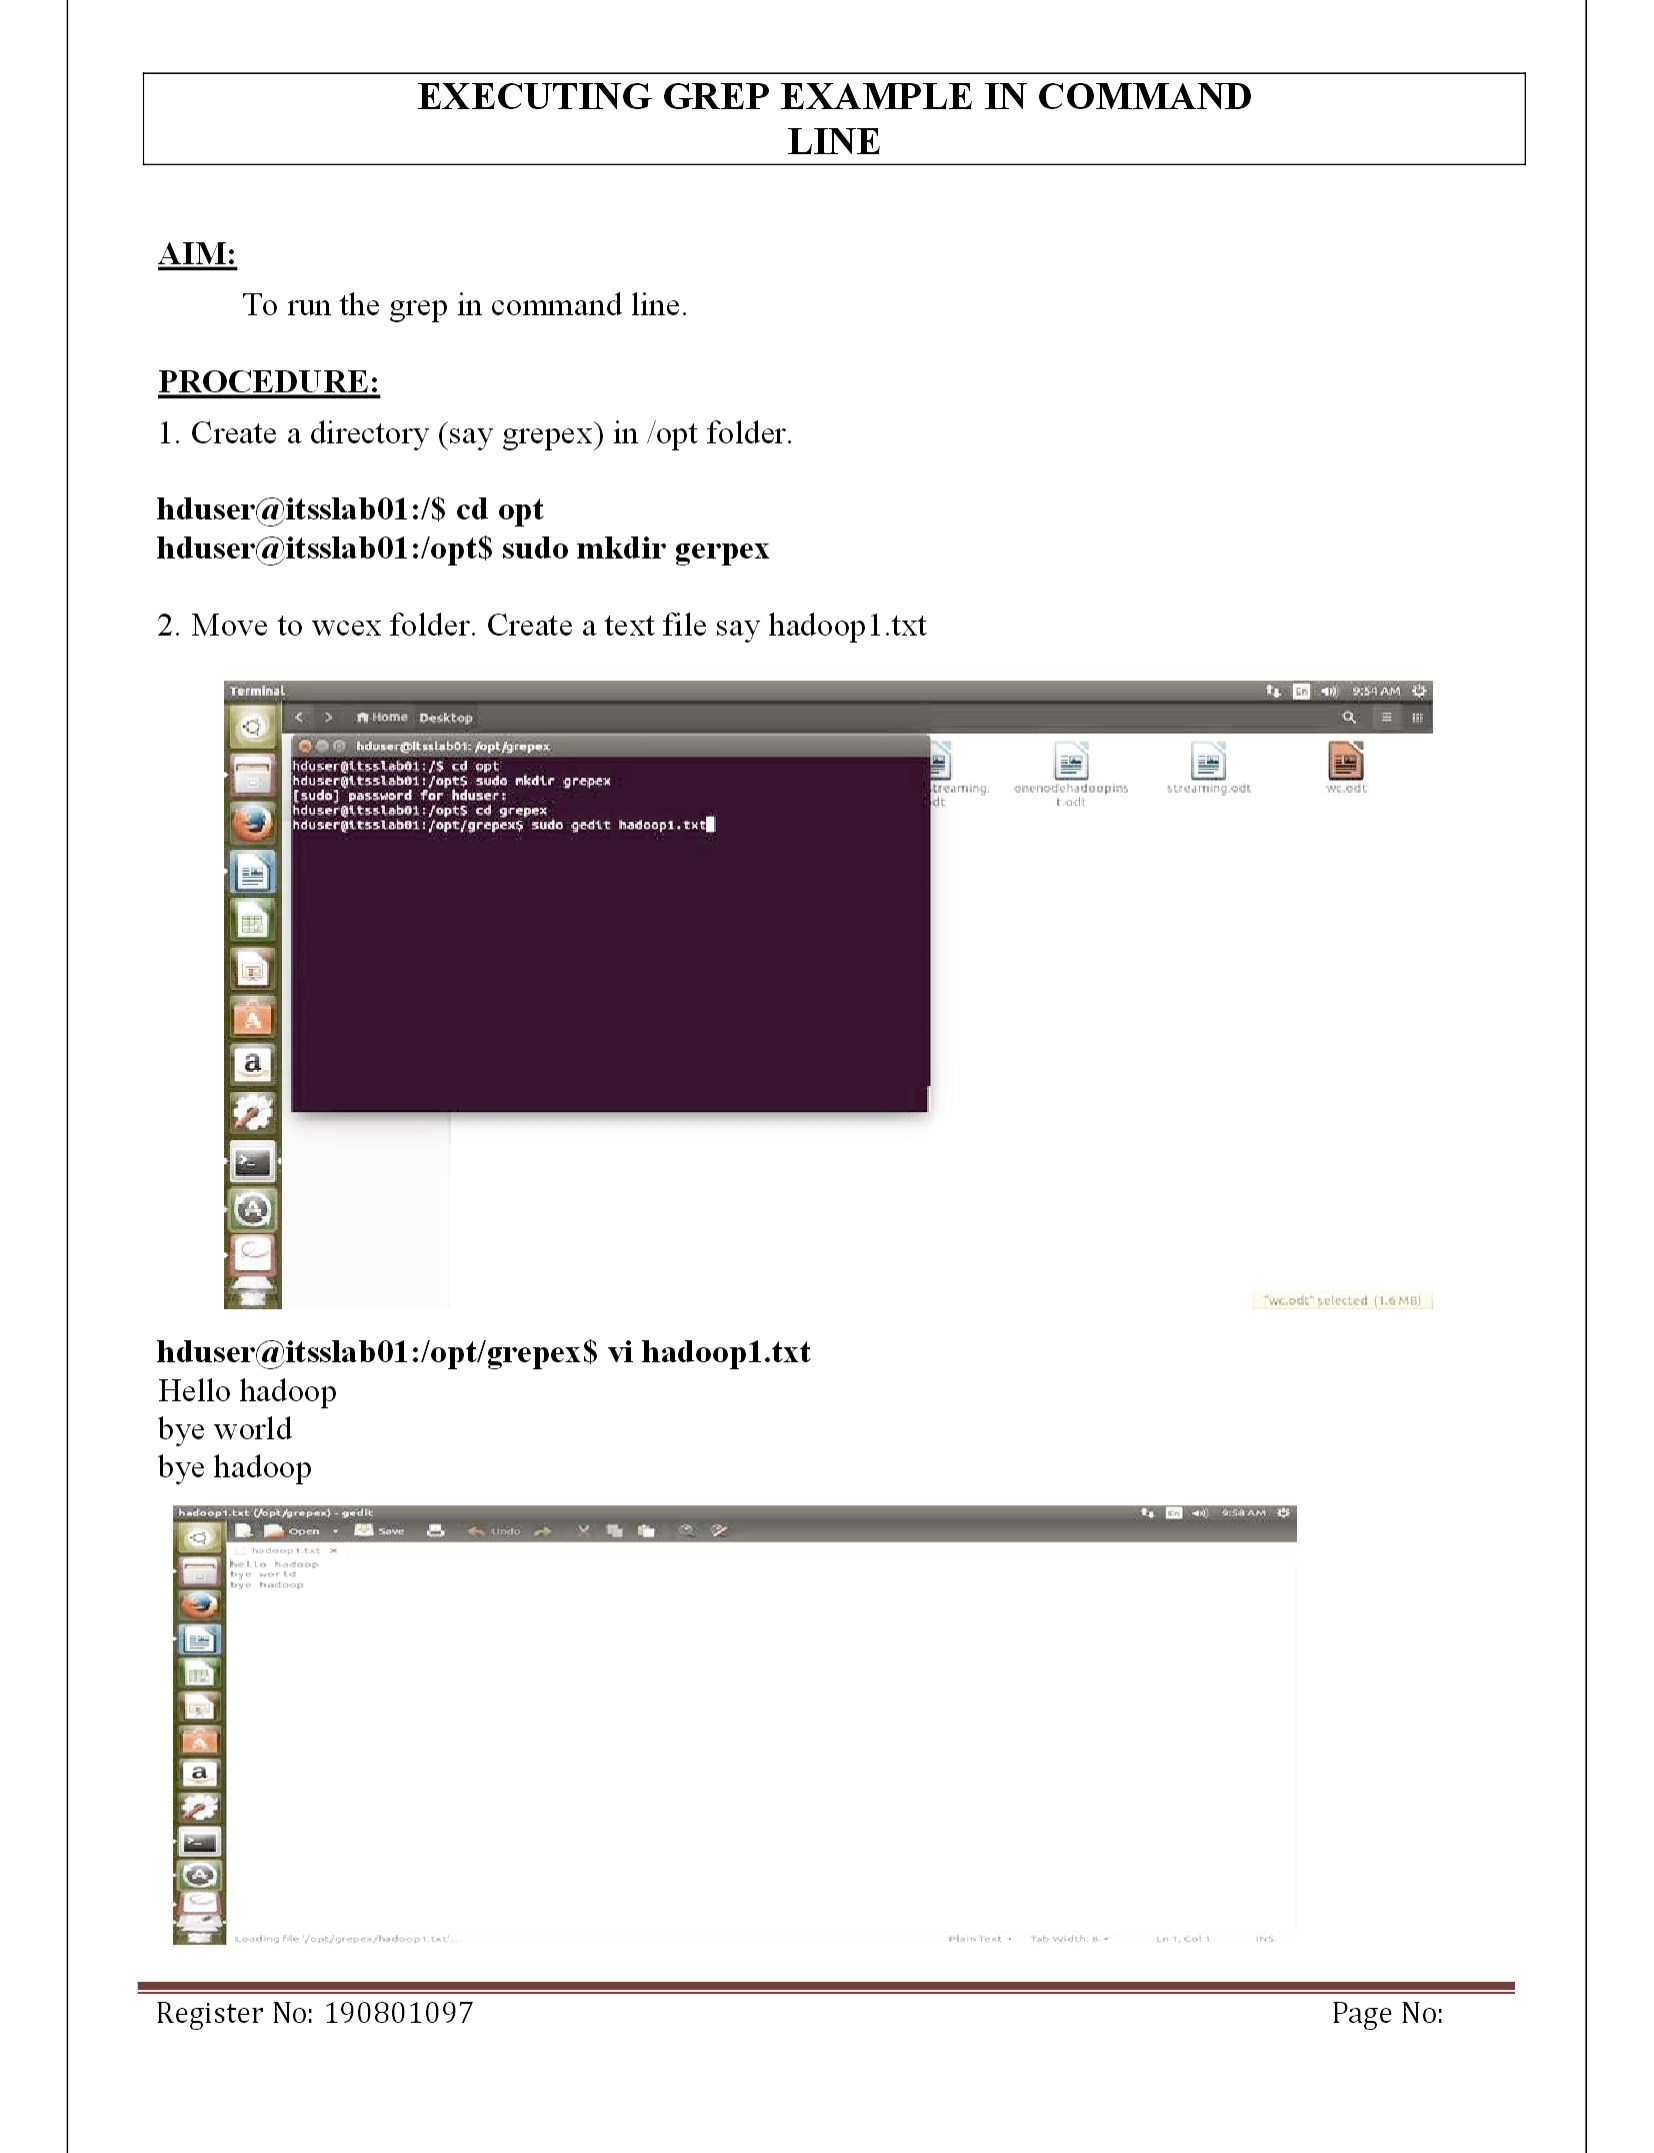 EXECUTING GREP EXAMPLE IN COMMAND
LINE
AIM:
To run the grep in command line.
PROCEDURE:
1. Create a directory (say grepex) in /opt folder.
hduser@itsslab01:/$ cd opt
hduser@itsslab01:/opt$ sudo mkdir gerpex
2. Move to wcex folder. Create a text file say hadoop1.txt
Terminal
En 9:54 AM
Home Desktop
hduser@itsslab01: /opt/grepex
hduser@itsslab01:/$ cd opt
hduser@itsslab01:/opt$ sudo mkdir grepex
[sudo] password for hduser:
hduser@itsslab01:/opt$ cd grepex
hduser@itsslab01:/opt/grepex$ sudo gedit hadoop1.txt
treaming. onenodehadoopins streaming.odt wc.odt
dt t.odt
"wc.odt" selected (1.6 MB)
hduser@itsslab01:/opt/grepex$ vi hadoop1.txt
Hello hadoop
bye world
bye hadoop
hadoop1.txt (/opt/grepex) - gedit
En 9:58 AM
Open Save Undo
hadoop1.txt
hello hadoop
bye world
bye hadoop
Loading file '/opt/grepex/hadoop1.txt'... Plain Text Tab Width: 8 Ln 1, Col 1 INS
Register No: 190801097 Page No: